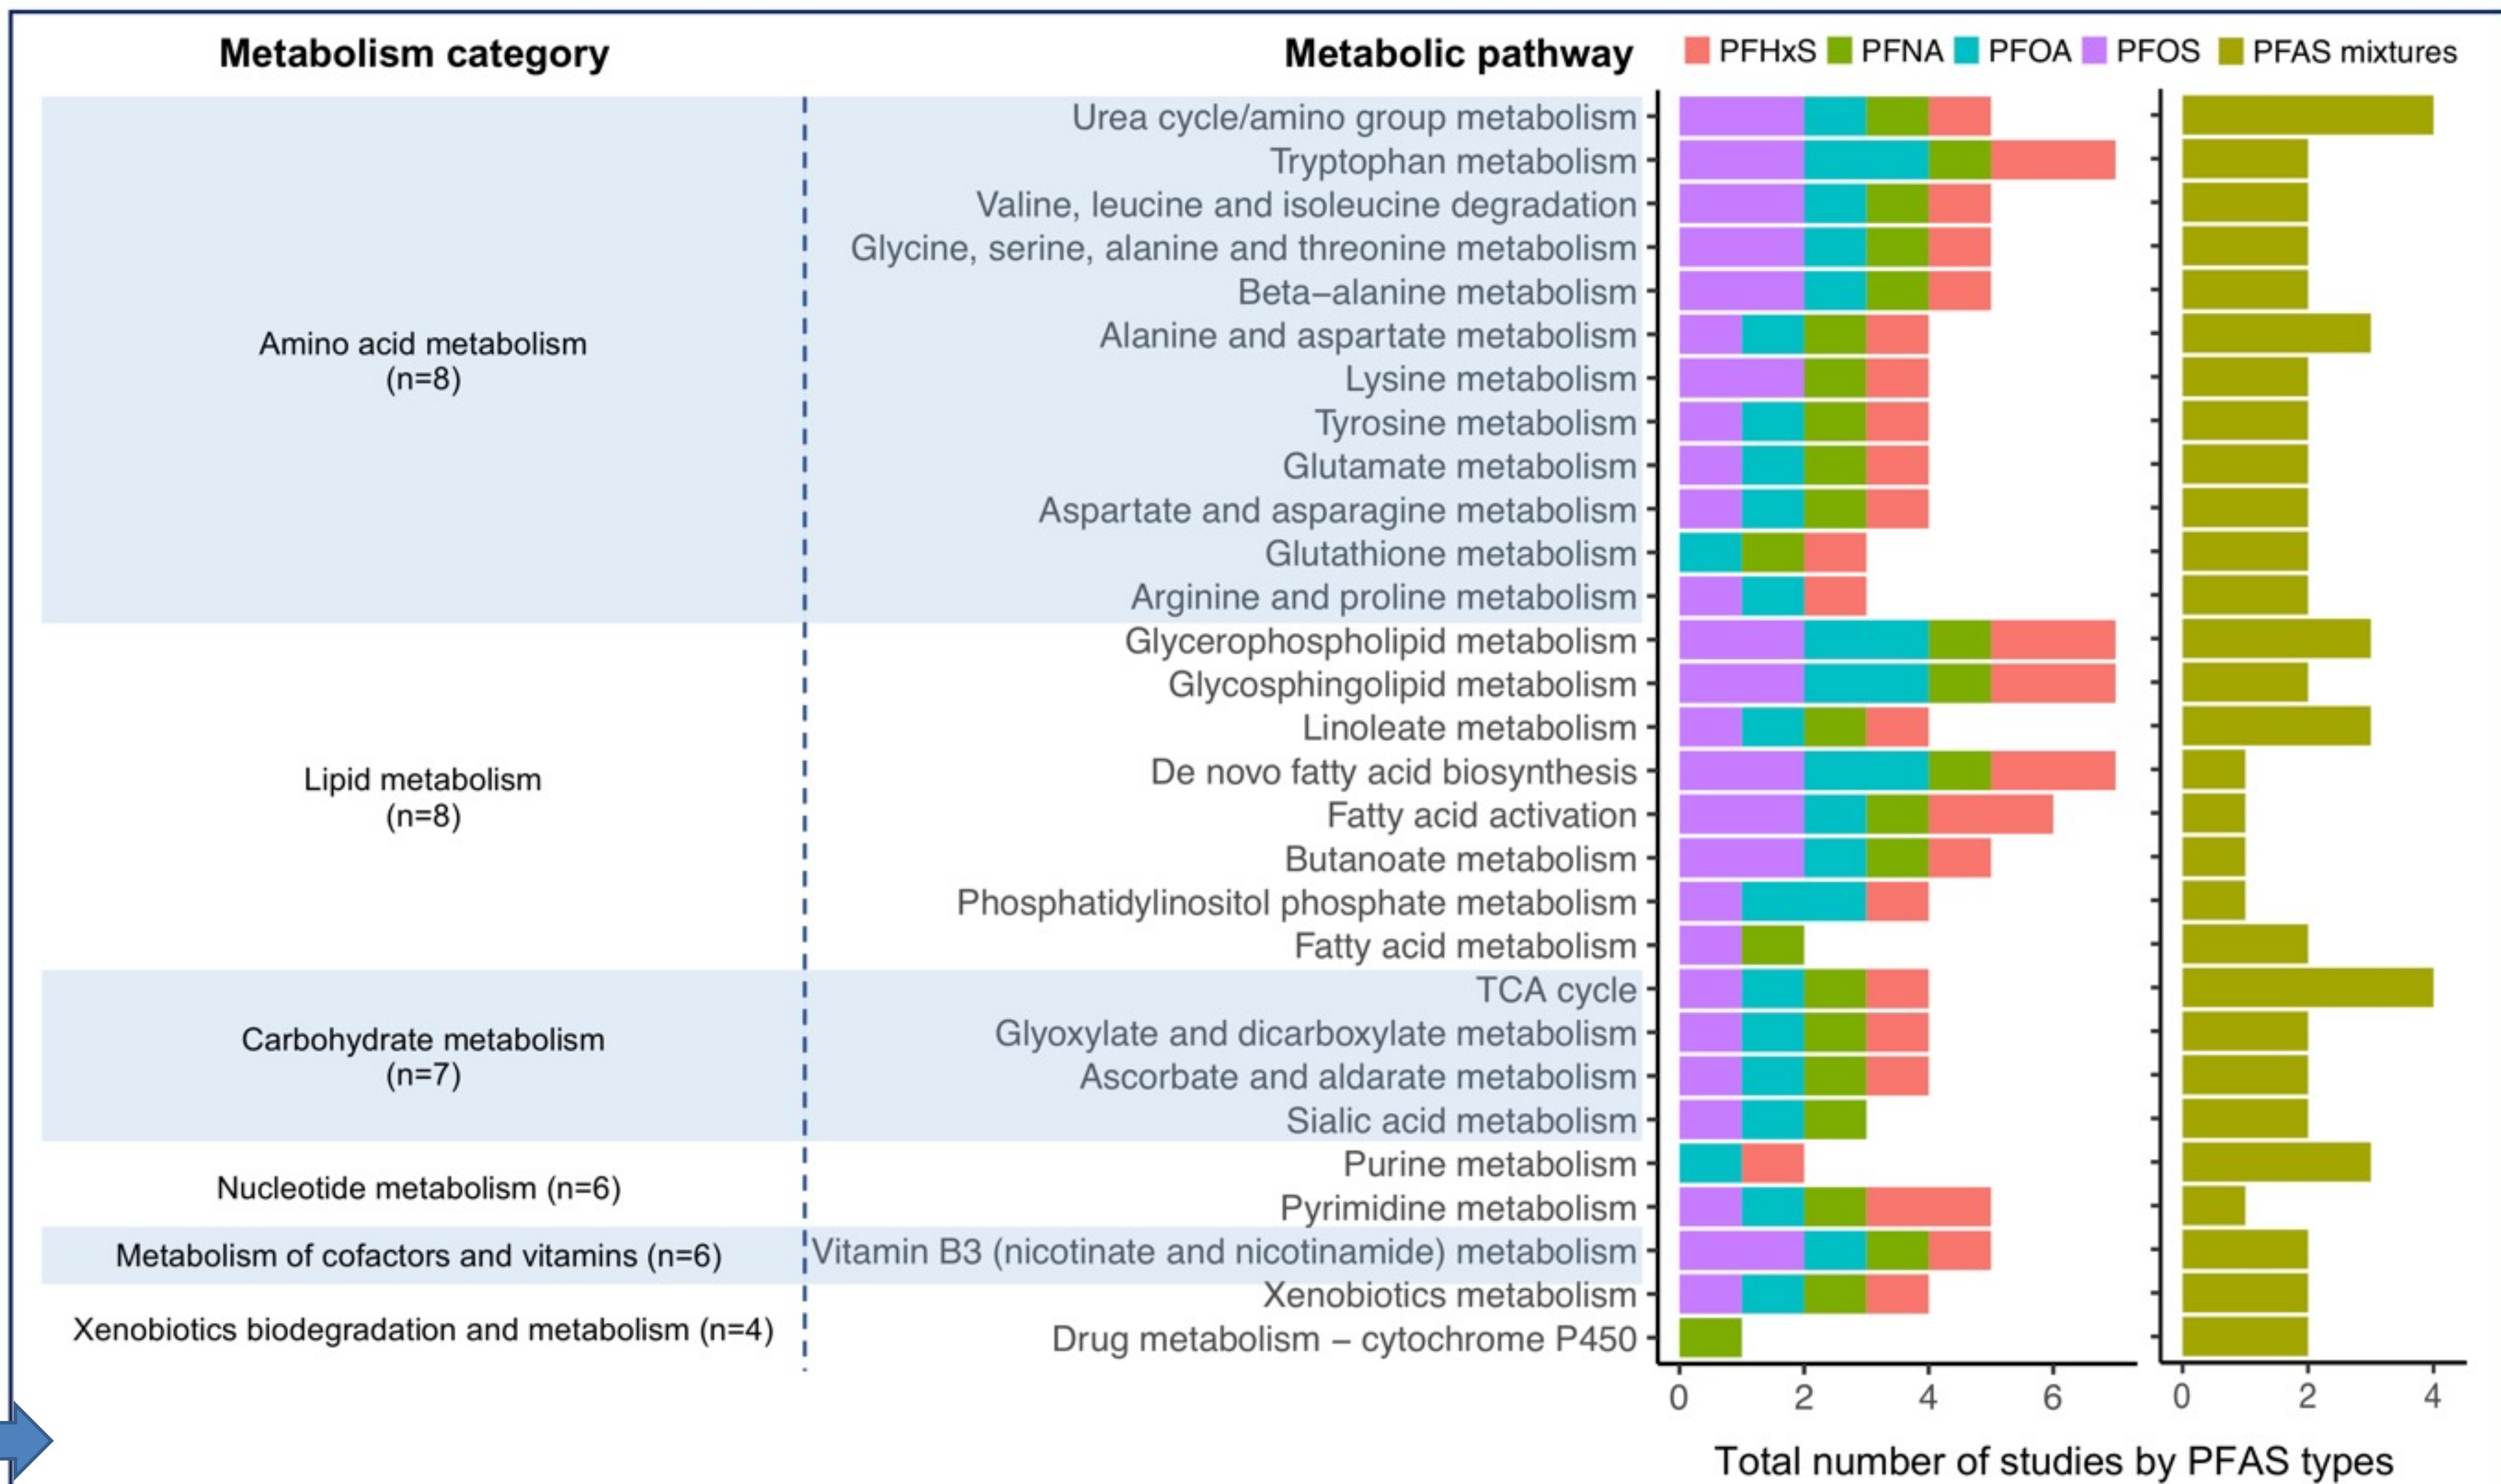 Metabolism category
Metabolic pathway
PFHxS PFNA PFOA PFOS PFAS mixtures
Amino acid metabolism
(n=8)
Urea cycle/amino group metabolism
Tryptophan metabolism
Valine, leucine and isoleucine degradation
Glycine, serine, alanine and threonine metabolism
Beta–alanine metabolism
Alanine and aspartate metabolism
Lysine metabolism
Tyrosine metabolism
Glutamate metabolism
Aspartate and asparagine metabolism
Glutathione metabolism
Arginine and proline metabolism
Lipid metabolism
(n=8)
Glycerophospholipid metabolism
Glycosphingolipid metabolism
Linoleate metabolism
De novo fatty acid biosynthesis
Fatty acid activation
Butanoate metabolism
Phosphatidylinositol phosphate metabolism
Fatty acid metabolism
Carbohydrate metabolism
(n=7)
TCA cycle
Glyoxylate and dicarboxylate metabolism
Ascorbate and aldarate metabolism
Sialic acid metabolism
Nucleotide metabolism (n=6)
Purine metabolism
Pyrimidine metabolism
Metabolism of cofactors and vitamins (n=6)
Vitamin B3 (nicotinate and nicotinamide) metabolism
Xenobiotics biodegradation and metabolism (n=4)
Xenobiotics metabolism
Drug metabolism – cytochrome P450
0 2 4 6
0 2 4
Total number of studies by PFAS types